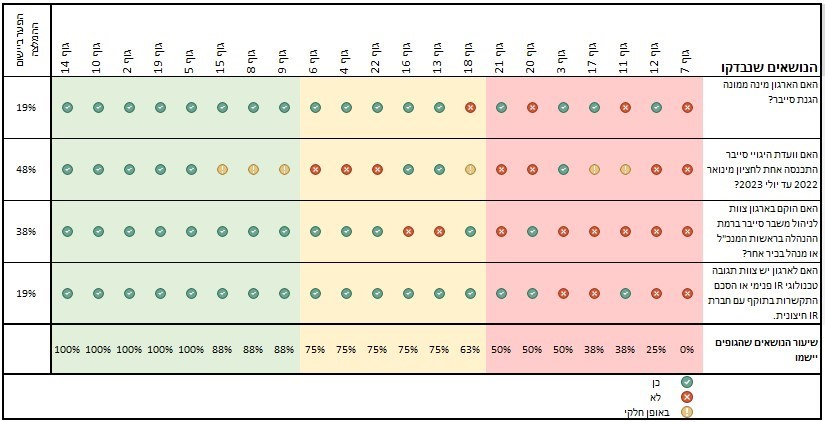 הנושאים שנבדקו
גוף 7
גוף 12
גוף 11
גוף 17
גוף 3
גוף 20
גוף 21
גוף 18
גוף 13
גוף 16
גוף 22
גוף 4
גוף 6
גוף 9
גוף 8
גוף 15
גוף 5
גוף 19
גוף 2
גוף 10
גוף 14
הפער ביישום
ההמלצה
האם הארגון מינה ממונה
הגנת סייבר?
19%
האם וועדת היגוי סייבר
התכנסה אחת לחציון מינואר
2022 עד יולי 2023?
48%
האם הוקם בארגון צוות
לניהול משבר סייבר ברמת
ההנהלה בראשות המנכ"ל
או מנהל בכיר אחר?
38%
האם לארגון יש צוות תגובה
טכנולוגי IR פנימי או הסכם
התקשרות בתוקף עם חברת
IR חיצונית.
19%
שיעור הנושאים שהגופים
יישמו
0% 25% 38% 38% 50% 50% 50% 63% 75% 75% 75% 75% 75% 88% 88% 88% 100% 100% 100% 100% 100%
כן
לא
באופן חלקי